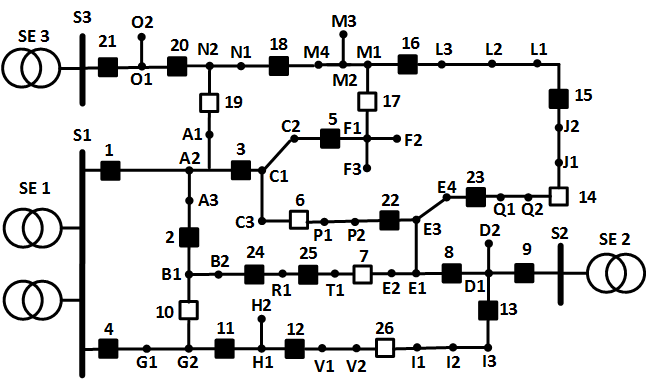 S3 O2 M3
SE 3 21 20 N2 N1 18 M4 M1 16 L3 L2 L1
O1 M2
19 17 15
S1 A1 C2 5 F1 F2 J2
1 A2 3 F3 J1
C1 E4 23
SE 1 A3 6 22 Q1 Q2 14
C3 P1 P2 E3 D2 S2
2 24 25 7 8 9 SE 2
B1 B2 R1 T1 E2 E1 D1
10 H2 13
4 11 12 26
G1 G2 H1 V1 V2 I1 I2 I3